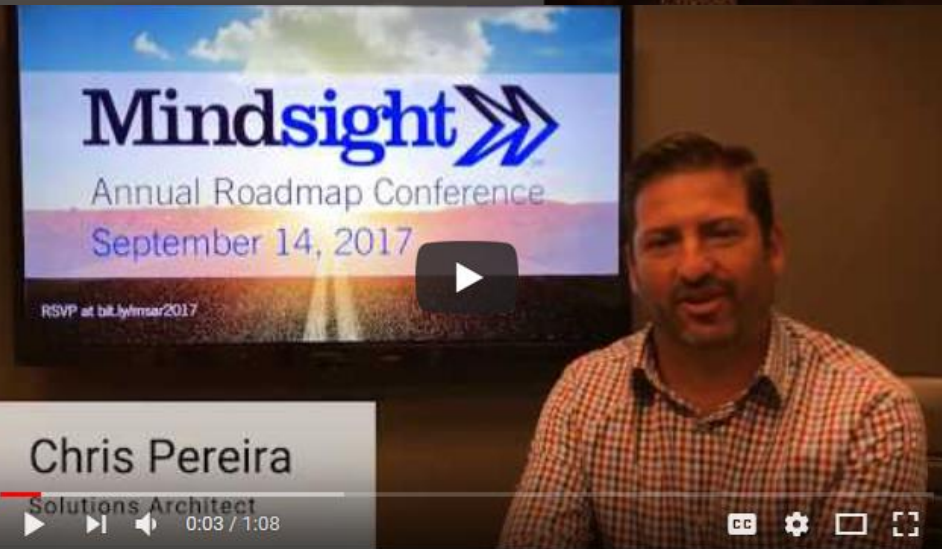 Mindsight
Annual Roadmap Conference
September 14, 2017
RSVP at bit.ly/msar2017
Chris Pereira
Solutions Architect
0:03 / 1:08
CC